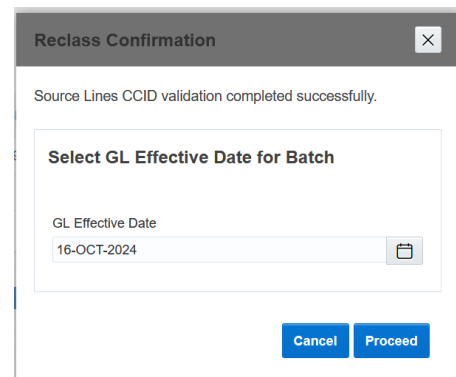 Reclass Confirmation
Source Lines CCID validation completed successfully.
Select GL Effective Date for Batch
GL Effective Date
16-OCT-2024
Cancel Proceed